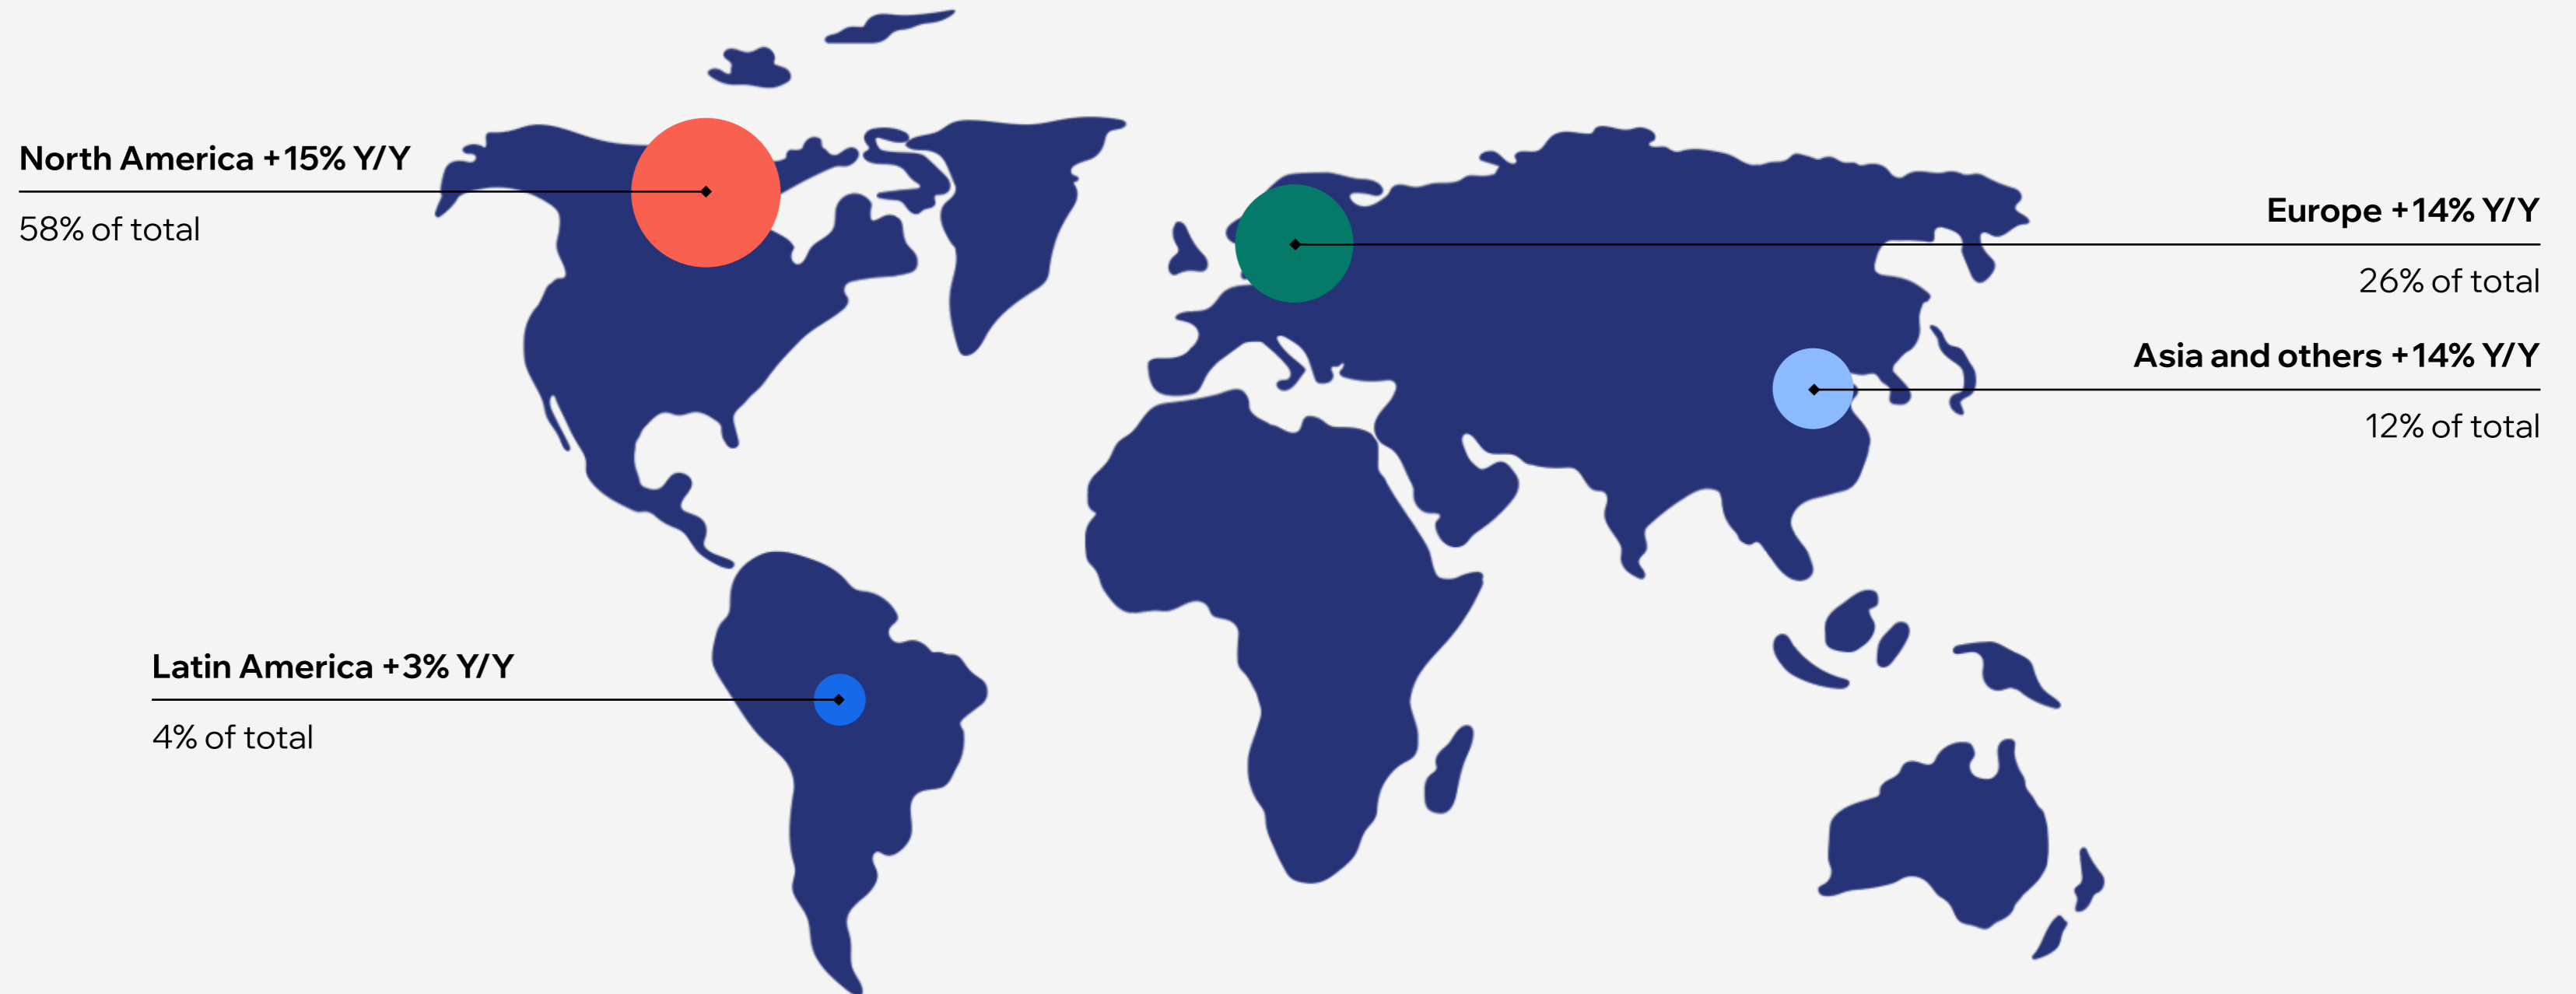 North America +15% Y/Y
58% of total
Europe +14% Y/Y
26% of total
Asia and others +14% Y/Y
12% of total
Latin America +3% Y/Y
4% of total